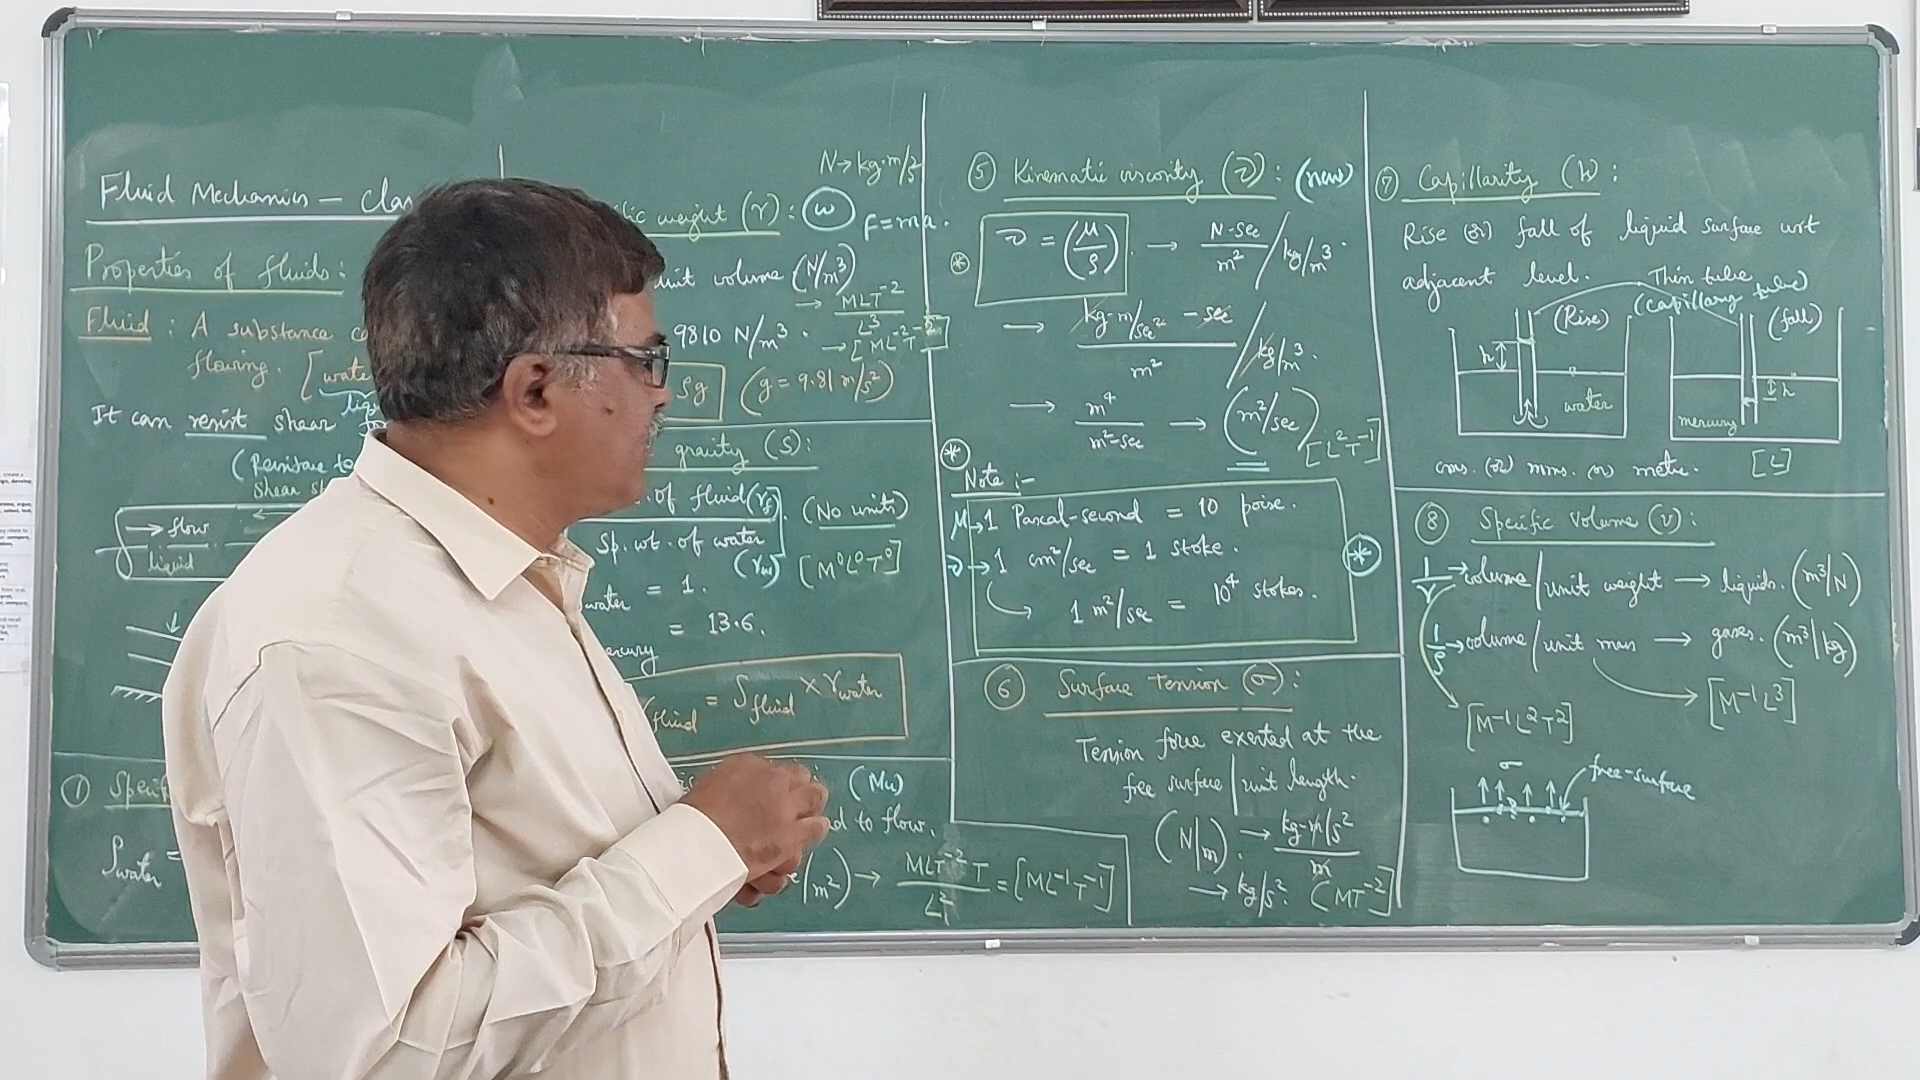 Fluid Mechanics – Clas
Properties of fluids:
Fluid : A substance
flowing. [wate
It can resist shear
(Resistance to
shear
→ flow
liquid
① Specif
ρwater =
N→kg-m/s²
ific weight (γ): ω F=ma.
unit volume (N/m³)
→ MLT⁻²/L³
9810 N/m³. → [ML⁻²T⁻²]
ρg (g = 9.81 m/s²)
gravity (S):
. of fluid (γf) (No units)
Sp. wt. of water (γw) [M⁰L⁰T⁰]
water = 1.
ercury = 13.6.
γfluid = Sfluid × γwater
(Mu)
to flow.
/m²) → MLT⁻²T/L² = [ML⁻¹T⁻¹]
⑤ Kinematic viscosity (ν): (new)
* ν = (μ/ρ) → N-sec/m² / kg/m³.
→ kg-m/sec² - sec/m² / kg/m³.
→ m⁴/m²-sec → (m²/sec) [L²T⁻¹]
*
Note :-
μ→1 Pascal-second = 10 poise.
ν→1 cm²/sec = 1 stoke. *
1 m²/sec = 10⁴ stokes.
⑥ Surface Tension (σ):
Tension force exerted at the
free surface/unit length.
(N/m). → kg-m/s²/m
→ kg/s². (MT⁻²]
⑦ Capillarity (h):
Rise (or) fall of liquid surface wrt
adjacent level. Thin tube
(capillary tube)
(Rise) (fall)
h h
water mercury
cms. (or) mms. (or) metre. [L]
⑧ Specific Volume (v):
1/γ → volume/unit weight → liquids. (m³/N)
1/ρ → volume/unit mass → gases. (m³/kg)
[M⁻¹L³]
[M⁻¹L²T²]
σ free-surface